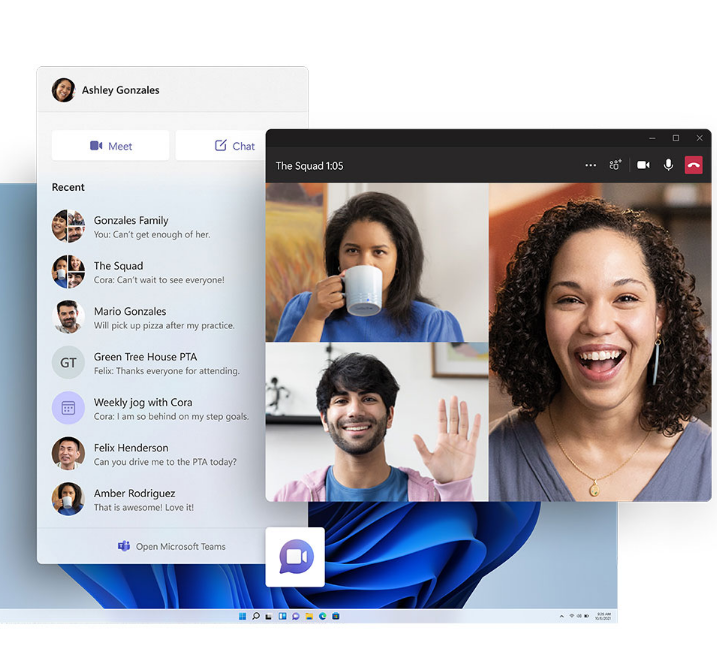 Ashley Gonzales
Meet
Chat
Recent
Gonzales Family
You: Can't get enough of her.
The Squad
Cora: Can't wait to see everyone!
Mario Gonzales
Will pick up pizza after my practice.
GT
Green Tree House PTA
Felix: Thanks everyone for attending.
Weekly jog with Cora
Cora: I am so behind on my step goals.
Felix Henderson
Can you drive me to the PTA today?
Amber Rodriguez
That is awesome! Love it!
Open Microsoft Teams
The Squad 1:05